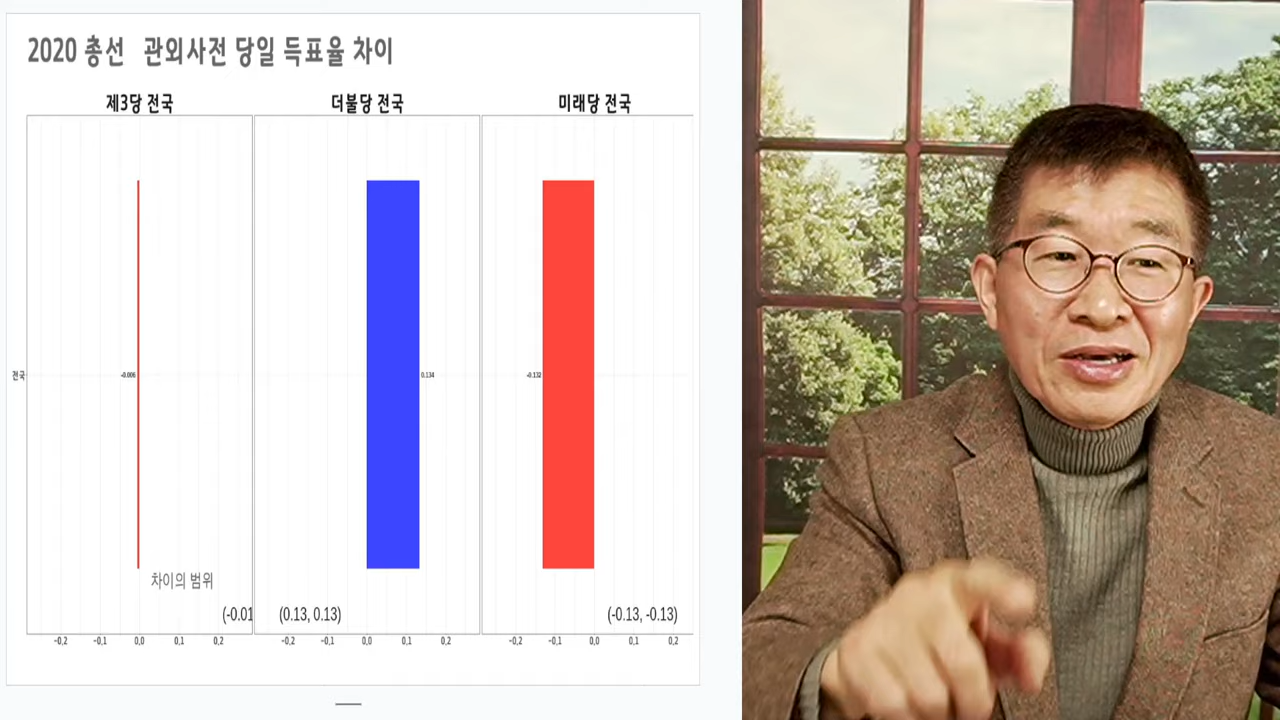 2020 총선 관외사전 당일 득표율 차이
제3당 전국
더불당 전국
미래당 전국
전국
-0.006
0.134
-0.132
차이의 범위
(-0.01
(0.13, 0.13)
(-0.13, -0.13)
-0,2 -0,1 0,0 0,1 0,2
-0,2 -0,1 0,0 0,1 0,2
-0,2 -0,1 0,0 0,1 0,2